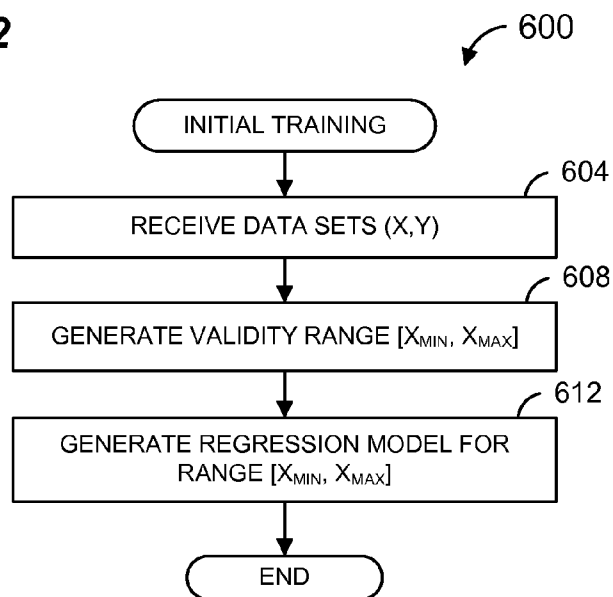 2
600
INITIAL TRAINING
604
RECEIVE DATA SETS (X,Y)
608
GENERATE VALIDITY RANGE [XMIN, XMAX]
612
GENERATE REGRESSION MODEL FOR
RANGE [XMIN, XMAX]
END